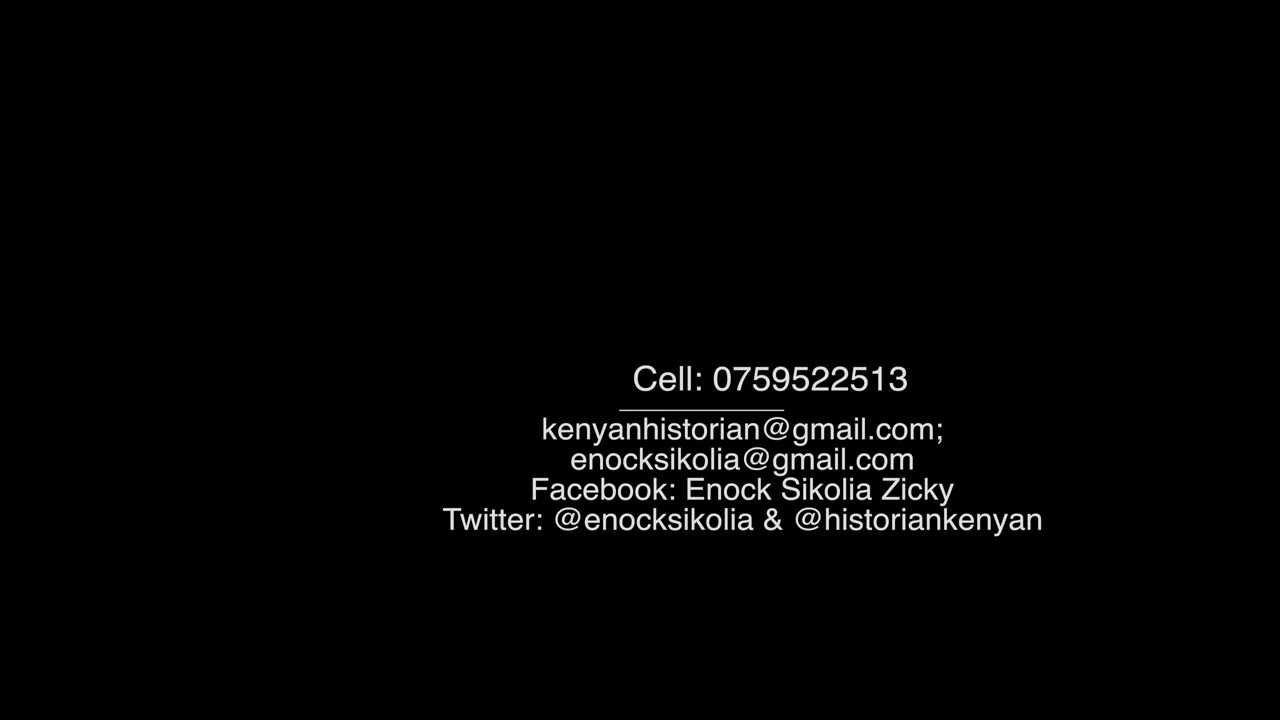 Cell: 0759522513
kenyanhistorian@gmail.com;
enocksikolia@gmail.com
Facebook: Enock Sikolia Zicky
Twitter: @enocksikolia & @historiankenyan